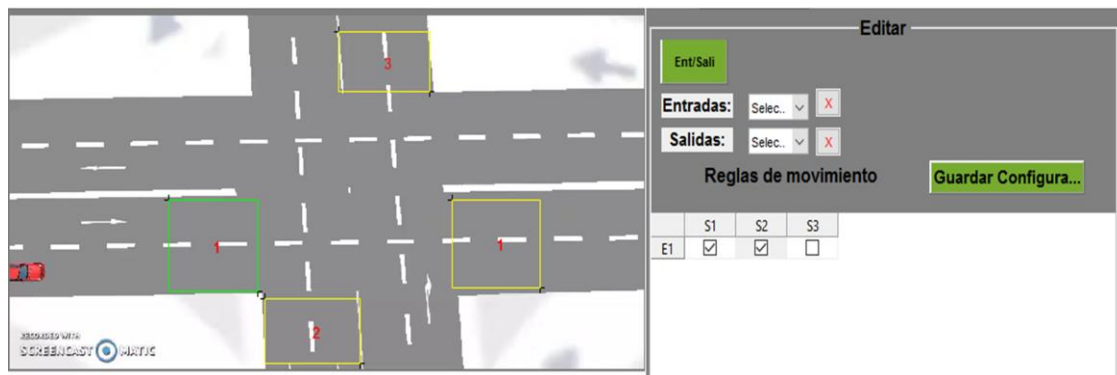 3
1
1
2
RECORDED WITH
SCREENCAST MATIC
Editar
Ent/Sali
Entradas:
Selec..
X
Salidas:
Selec..
X
Reglas de movimiento
Guardar Configura...
S1 S2 S3
E1